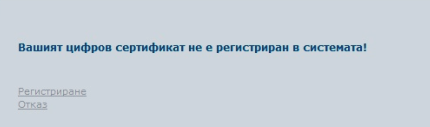 Вашият цифров сертификат не е регистриран в системата!
Регистриране
Отказ